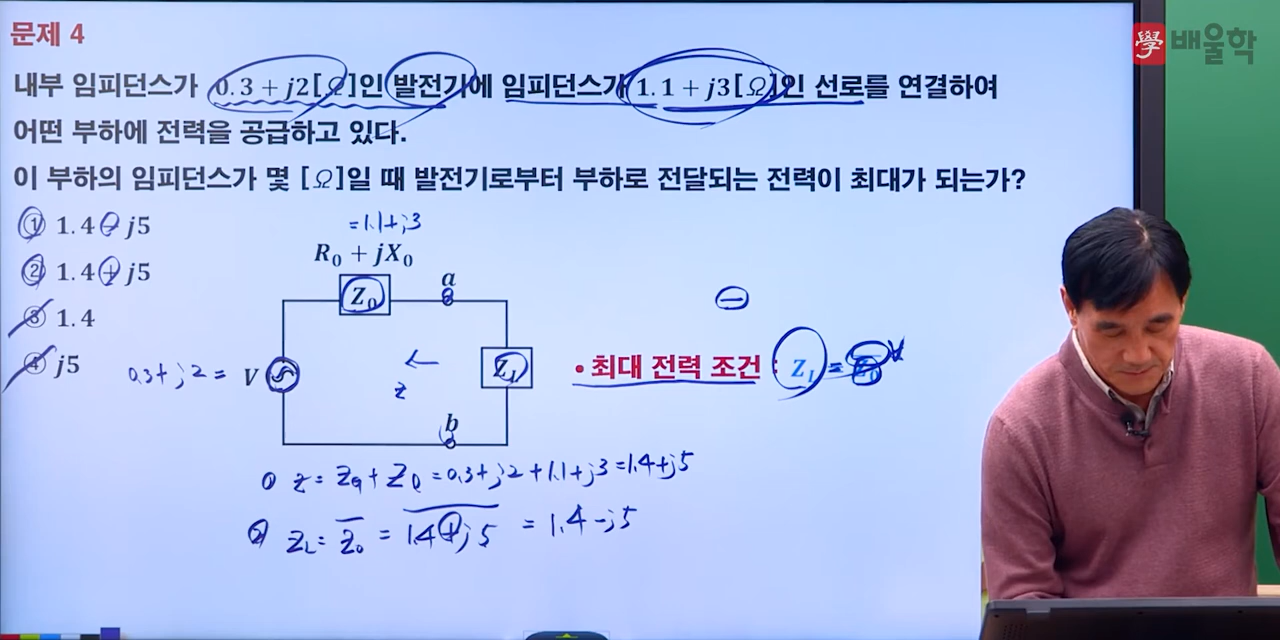 문제 4
學 배울학
내부 임피던스가 0.3 + j2[Ω]인 발전기에 임피던스가 1.1 + j3[Ω]인 선로를 연결하여
어떤 부하에 전력을 공급하고 있다.
이 부하의 임피던스가 몇 [Ω]일 때 발전기로부터 부하로 전달되는 전력이 최대가 되는가?
① 1.4 - j5
② 1.4 + j5
③ 1.4
④ j5
=1.1+j3
R₀ + jX₀
Z₀
a
⊖
Z_L
• 최대 전력 조건 : Z_L = Z₀
0.3+j2 = V
z
b
① z = Zg + Zℓ = 0.3+j2+1.1+j3 = 1.4+j5
② Z_L = Z̅₀ = 1.4+j5 = 1.4-j5